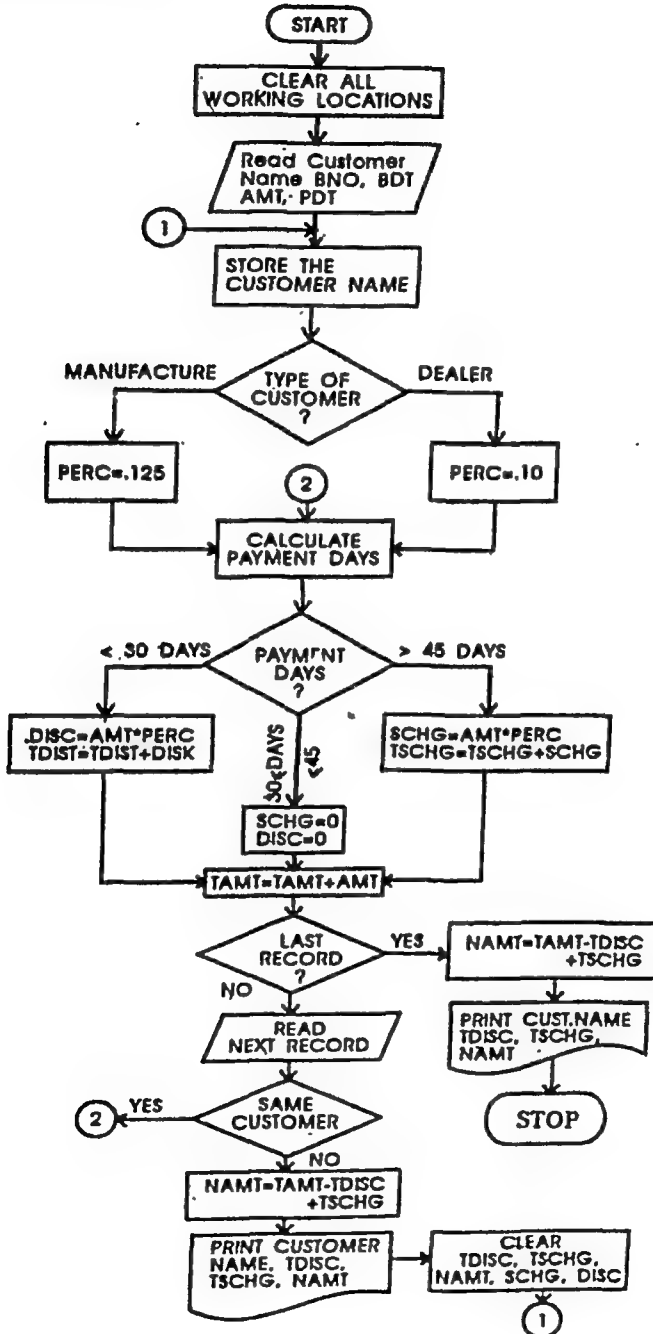 START
CLEAR ALL
WORKING LOCATIONS
Read Customer
Name BNO, BDT
AMT, PDT
1
STORE THE
CUSTOMER NAME
MANUFACTURE
TYPE OF
CUSTOMER
?
DEALER
PERC=.125
2
PERC=.10
CALCULATE
PAYMENT DAYS
< 30 DAYS
PAYMENT
DAYS
?
> 45 DAYS
DISC=AMT*PERC
TDIST=TDIST+DISK
30<DAYS
<45
SCHG=AMT*PERC
TSCHG=TSCHG+SCHG
SCHG=0
DISC=0
TAMT=TAMT+AMT
LAST
RECORD
?
YES
NAMT=TAMT-TDISC
+TSCHG
NO
READ
NEXT RECORD
PRINT CUST.NAME
TDISC, TSCHG,
NAMT
2
YES
SAME
CUSTOMER
STOP
NO
NAMT=TAMT-TDISC
+TSCHG
PRINT CUSTOMER
NAME, TDISC,
TSCHG, NAMT
CLEAR
TDISC, TSCHG,
NAMT, SCHG, DISC
1